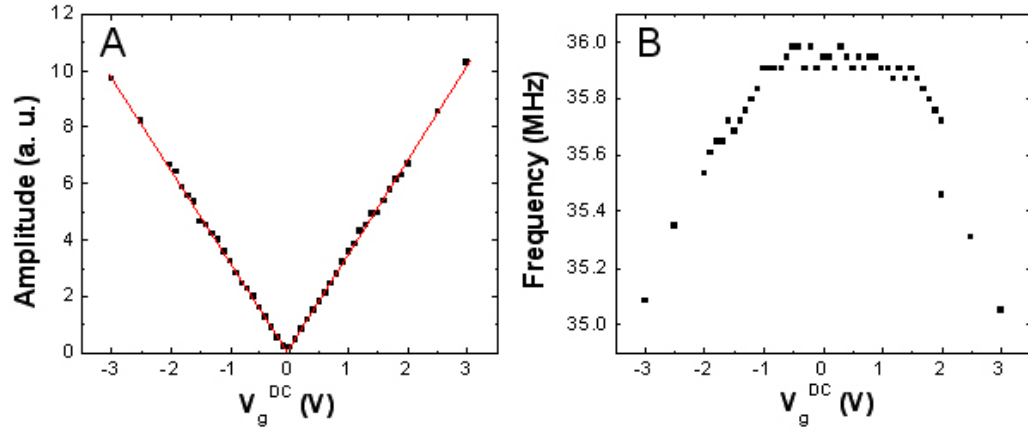 A
Amplitude (a. u.)
12
10
8
6
4
2
0
-3 -2 -1 0 1 2 3
V_g^DC (V)
B
Frequency (MHz)
36.0
35.8
35.6
35.4
35.2
35.0
-3 -2 -1 0 1 2 3
V_g^DC (V)